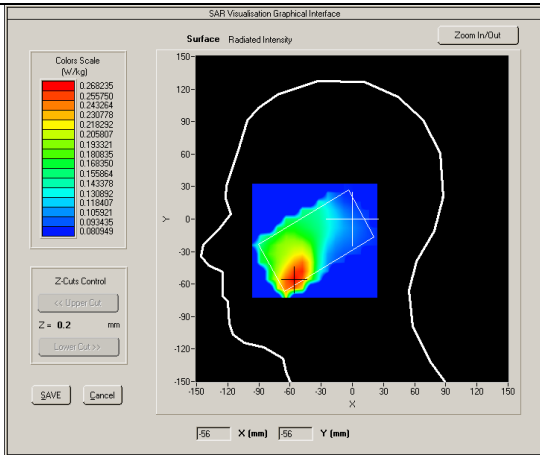 SAR Visualisation Graphical Interface
Surface Radiated Intensity
Zoom In/Out
Colors Scale
(W/kg)
0.268235
0.255750
0.243264
0.230778
0.218292
0.205807
0.193321
0.180835
0.168350
0.155864
0.143378
0.130892
0.118407
0.105921
0.093435
0.080949
Z-Cuts Control
<< Upper Cut
Z = 0.2 mm
Lower Cut >>
SAVE Cancel
150-
120-
90-
60-
30-
0-
-30-
-60-
-90-
-120-
-150-
Y
-150 -120 -90 -60 -30 0 30 60 90 120 150
X
-56 X (mm) -56 Y (mm)